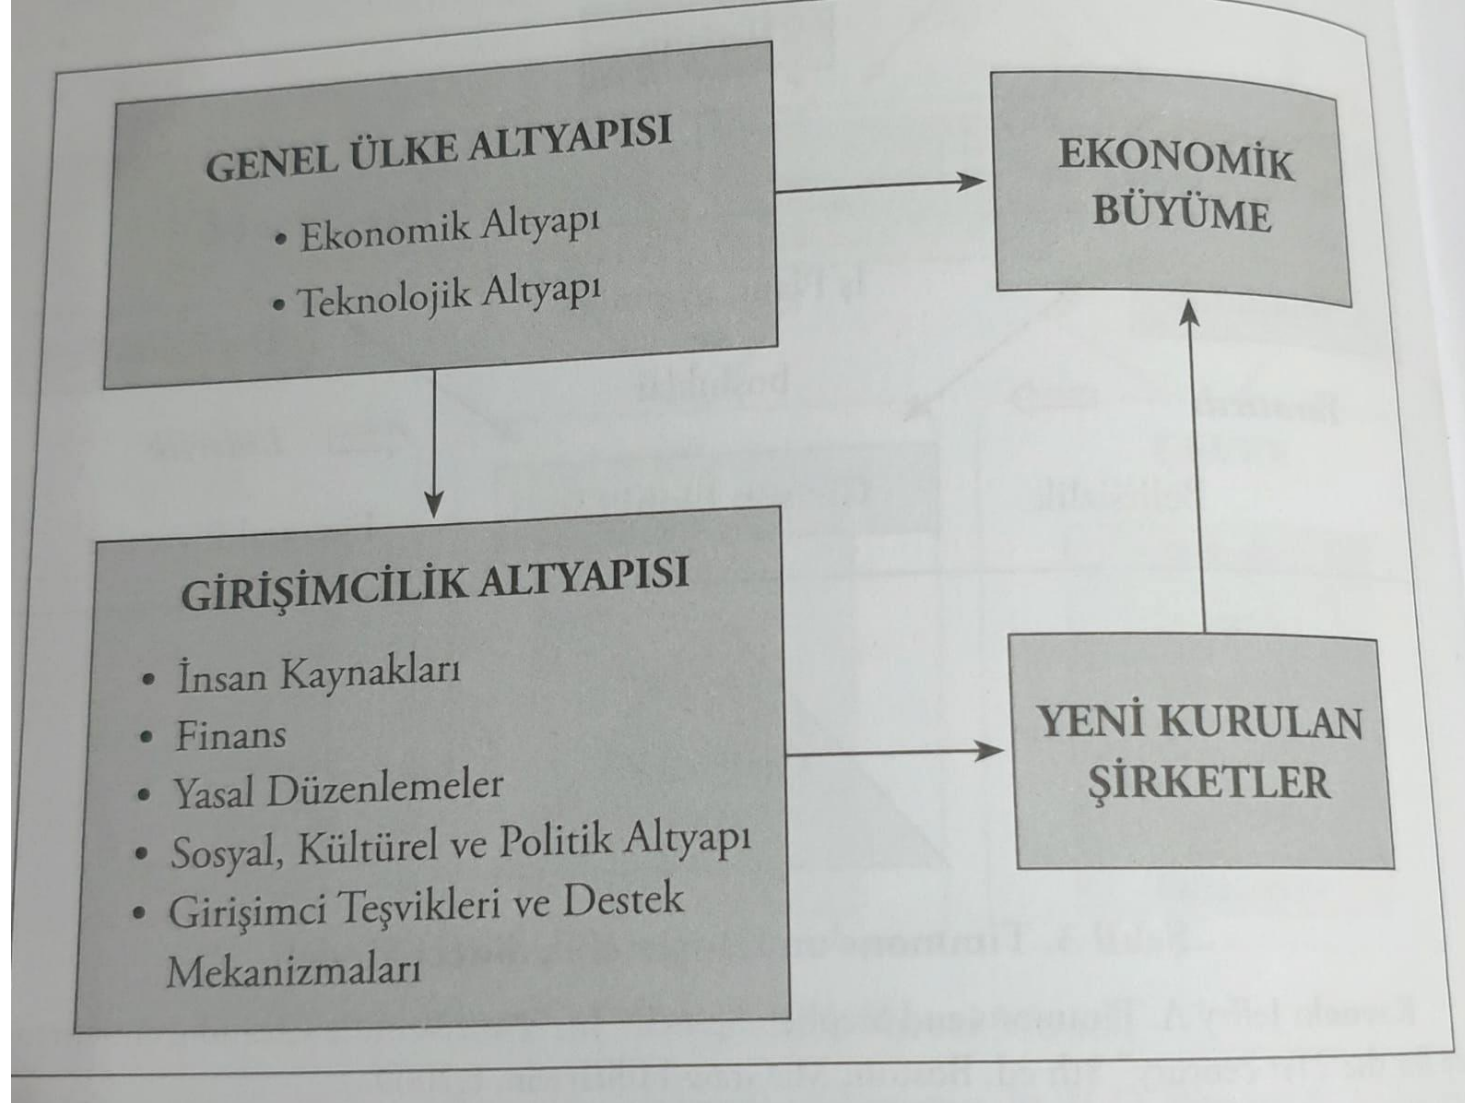 GENEL ÜLKE ALTYAPISI
• Ekonomik Altyapı
• Teknolojik Altyapı
EKONOMİK
BÜYÜME
GİRİŞİMCİLİK ALTYAPISI
• İnsan Kaynakları
• Finans
• Yasal Düzenlemeler
• Sosyal, Kültürel ve Politik Altyapı
• Girişimci Teşvikleri ve Destek
Mekanizmaları
YENİ KURULAN
ŞİRKETLER